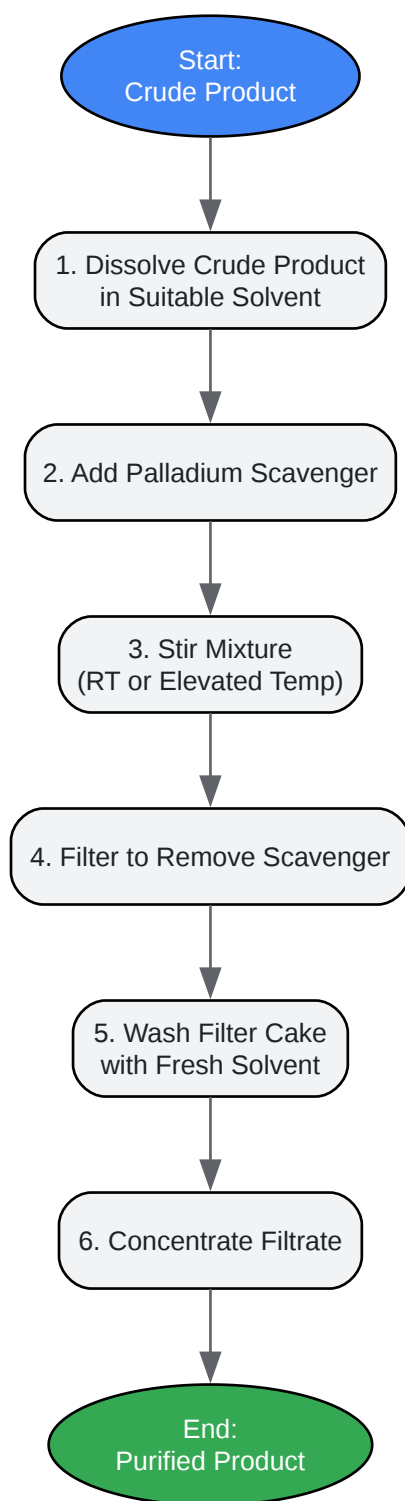 Start:
Crude Product
1. Dissolve Crude Product
in Suitable Solvent
2. Add Palladium Scavenger
3. Stir Mixture
(RT or Elevated Temp)
4. Filter to Remove Scavenger
5. Wash Filter Cake
with Fresh Solvent
6. Concentrate Filtrate
End:
Purified Product